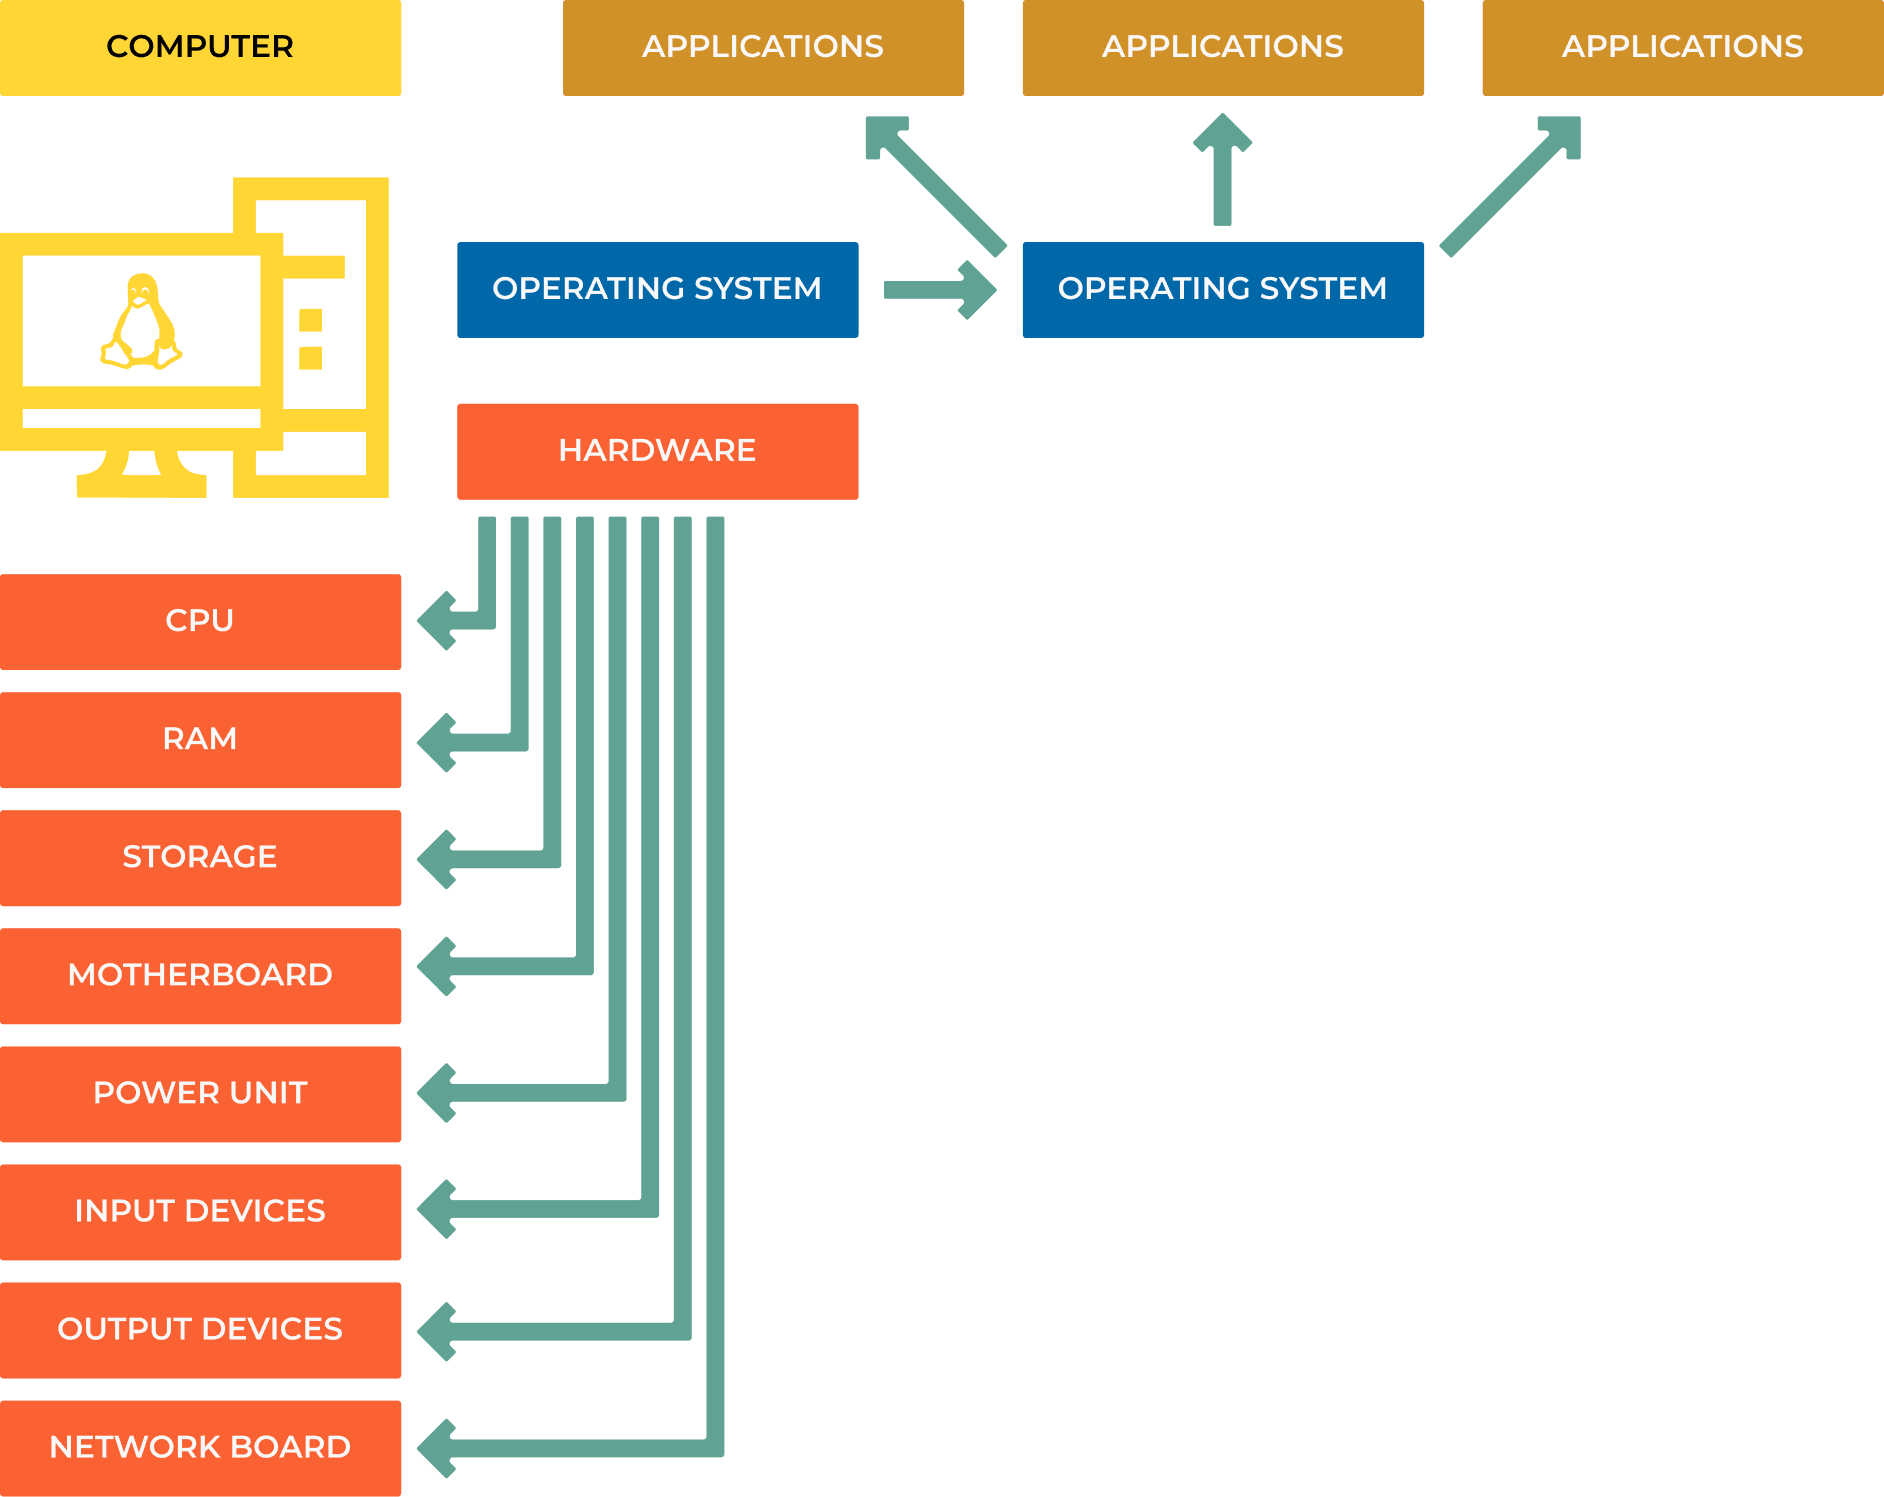 COMPUTER
APPLICATIONS
APPLICATIONS
APPLICATIONS
OPERATING SYSTEM
OPERATING SYSTEM
HARDWARE
CPU
RAM
STORAGE
MOTHERBOARD
POWER UNIT
INPUT DEVICES
OUTPUT DEVICES
NETWORK BOARD